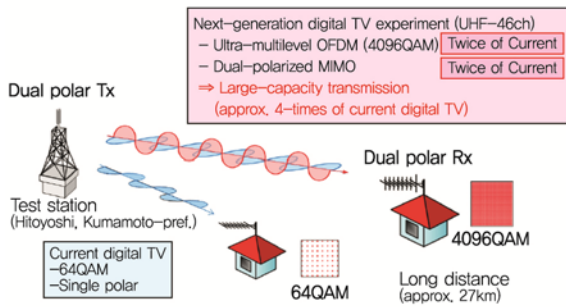 Next-generation digital TV experiment (UHF-46ch)
- Ultra-multilevel OFDM (4096QAM) Twice of Current
- Dual-polarized MIMO Twice of Current
⇒ Large-capacity transmission
(approx. 4-times of current digital TV)
Dual polar Tx
Dual polar Rx
Test station
(Hitoyoshi, Kumamoto-pref.)
4096QAM
Current digital TV
-64QAM
-Single polar
64QAM
Long distance
(approx. 27km)